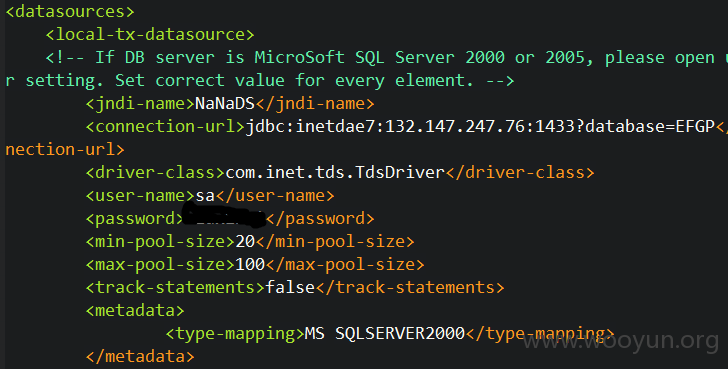 <datasources>
<local-tx-datasource>
<!-- If DB server is MicroSoft SQL Server 2000 or 2005, please open u
r setting. Set correct value for every element. -->
<jndi-name>NaNaDS</jndi-name>
<connection-url>jdbc:inetdae7:132.147.247.76:1433?database=EFGP</
nection-url>
<driver-class>com.inet.tds.TdsDriver</driver-class>
<user-name>sa</user-name>
<password></password>
<min-pool-size>20</min-pool-size>
<max-pool-size>100</max-pool-size>
<track-statements>false</track-statements>
<metadata>
<type-mapping>MS SQLSERVER2000</type-mapping>
www.wooyun.org
</metadata>